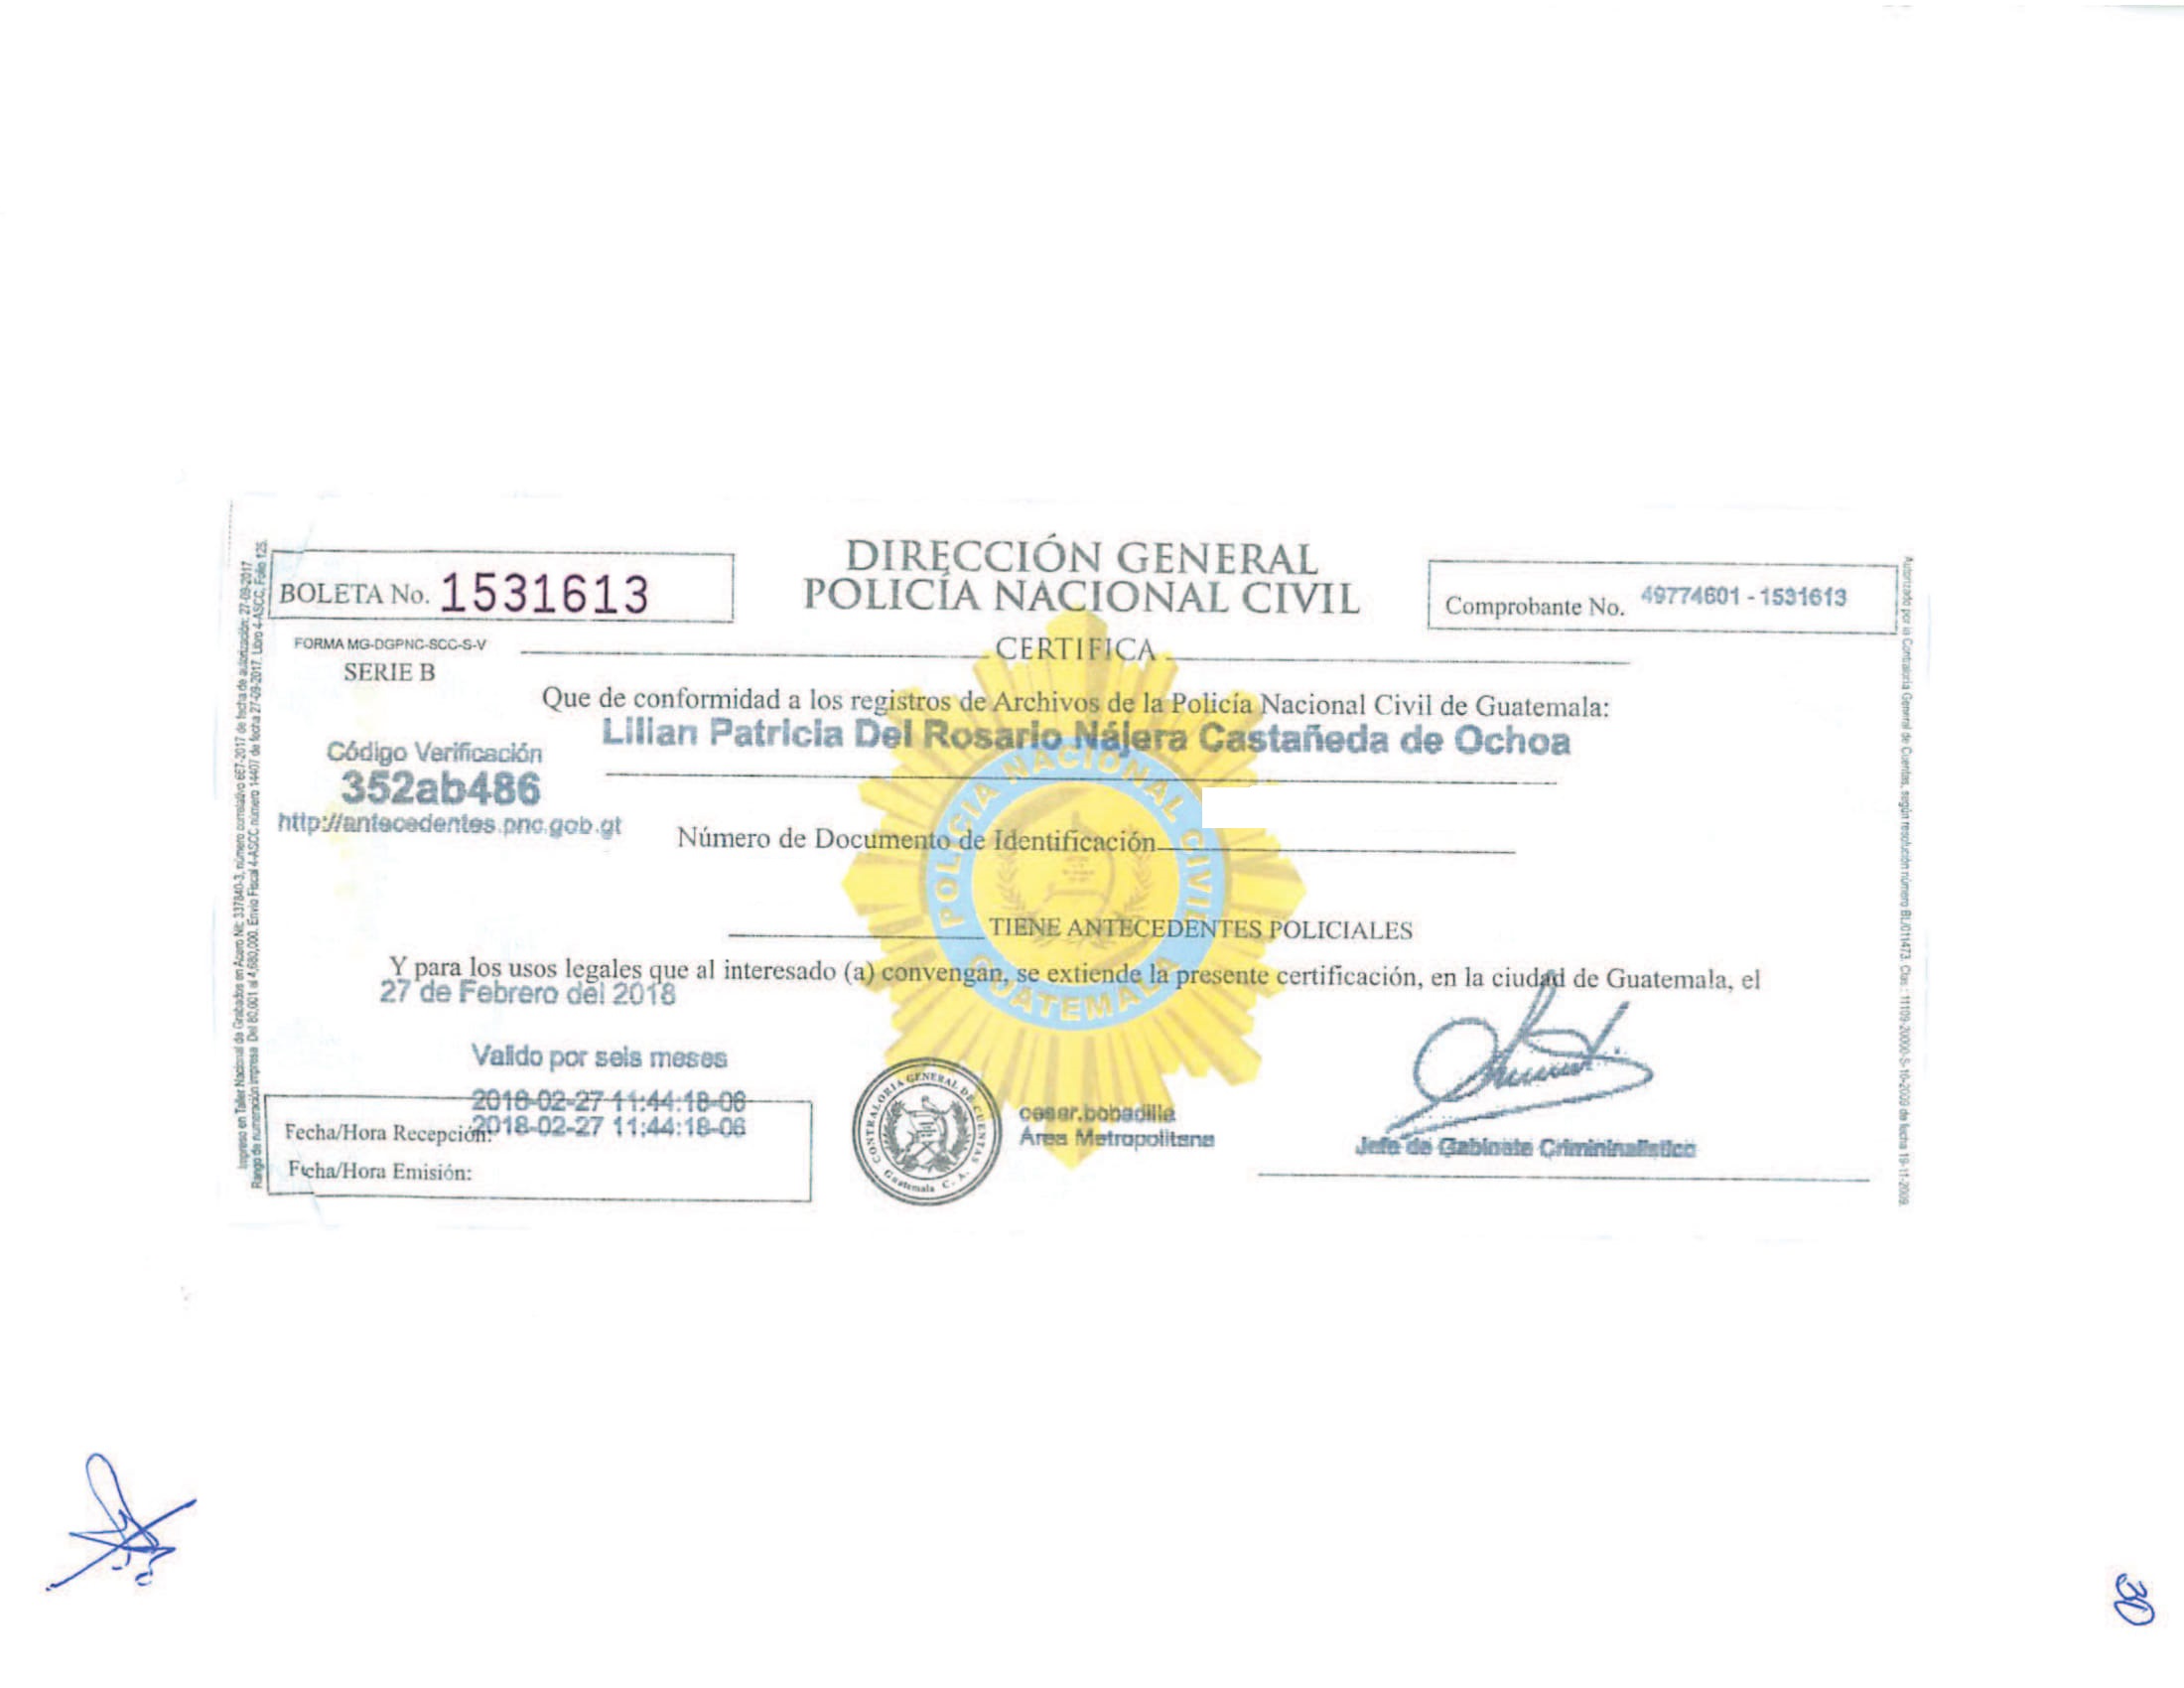 DIRECCIÓN GENERAL
POLICÍA NACIONAL CIVIL
BOLETA No. 1531613
Comprobante No. 49774601 - 1531613
FORMA MG-DGPNC-SCC-S-V
SERIE B
CERTIFICA
Que de conformidad a los registros de Archivos de la Policía Nacional Civil de Guatemala:
Lilian Patricia Del Rosario Nájera Castañeda de Ochoa
Código Verificación
352ab486
http://antecedentes.pnc.gob.gt
Número de Documento de Identificación
TIENE ANTECEDENTES POLICIALES
Y para los usos legales que al interesado (a) convengan, se extiende la presente certificación, en la ciudad de Guatemala, el
27 de Febrero del 2018
Valido por seis meses
2018-02-27 11:44:18-06
Fecha/Hora Recepción: 2018-02-27 11:44:18-06
Fecha/Hora Emisión:
cesar.bobadilla
Area Metropolitana
Jefe de Gabinete Crimininalistico
POLICIA NACIONAL CIVIL
GUATEMALA
CONTRALORIA GENERAL DE CUENTAS
Guatemala C. A.
Impreso en Taller Nacional de Grabados en Acero Nit: 337840-3, número correlativo 667-2017 de fecha de autorización: 27-09-2017
Rango de numeración impresa Del 80,001 al 4,680,000. Envío Fiscal 4-ASCC número 14407 de fecha 27-09-2017. Libro 4-ASCC, Folio 125.
Autorizado por la Contraloría General de Cuentas, según resolución número BL/011473. Clas.: 11109-20000-S-16-2009 de fecha 19-11-2009.
30